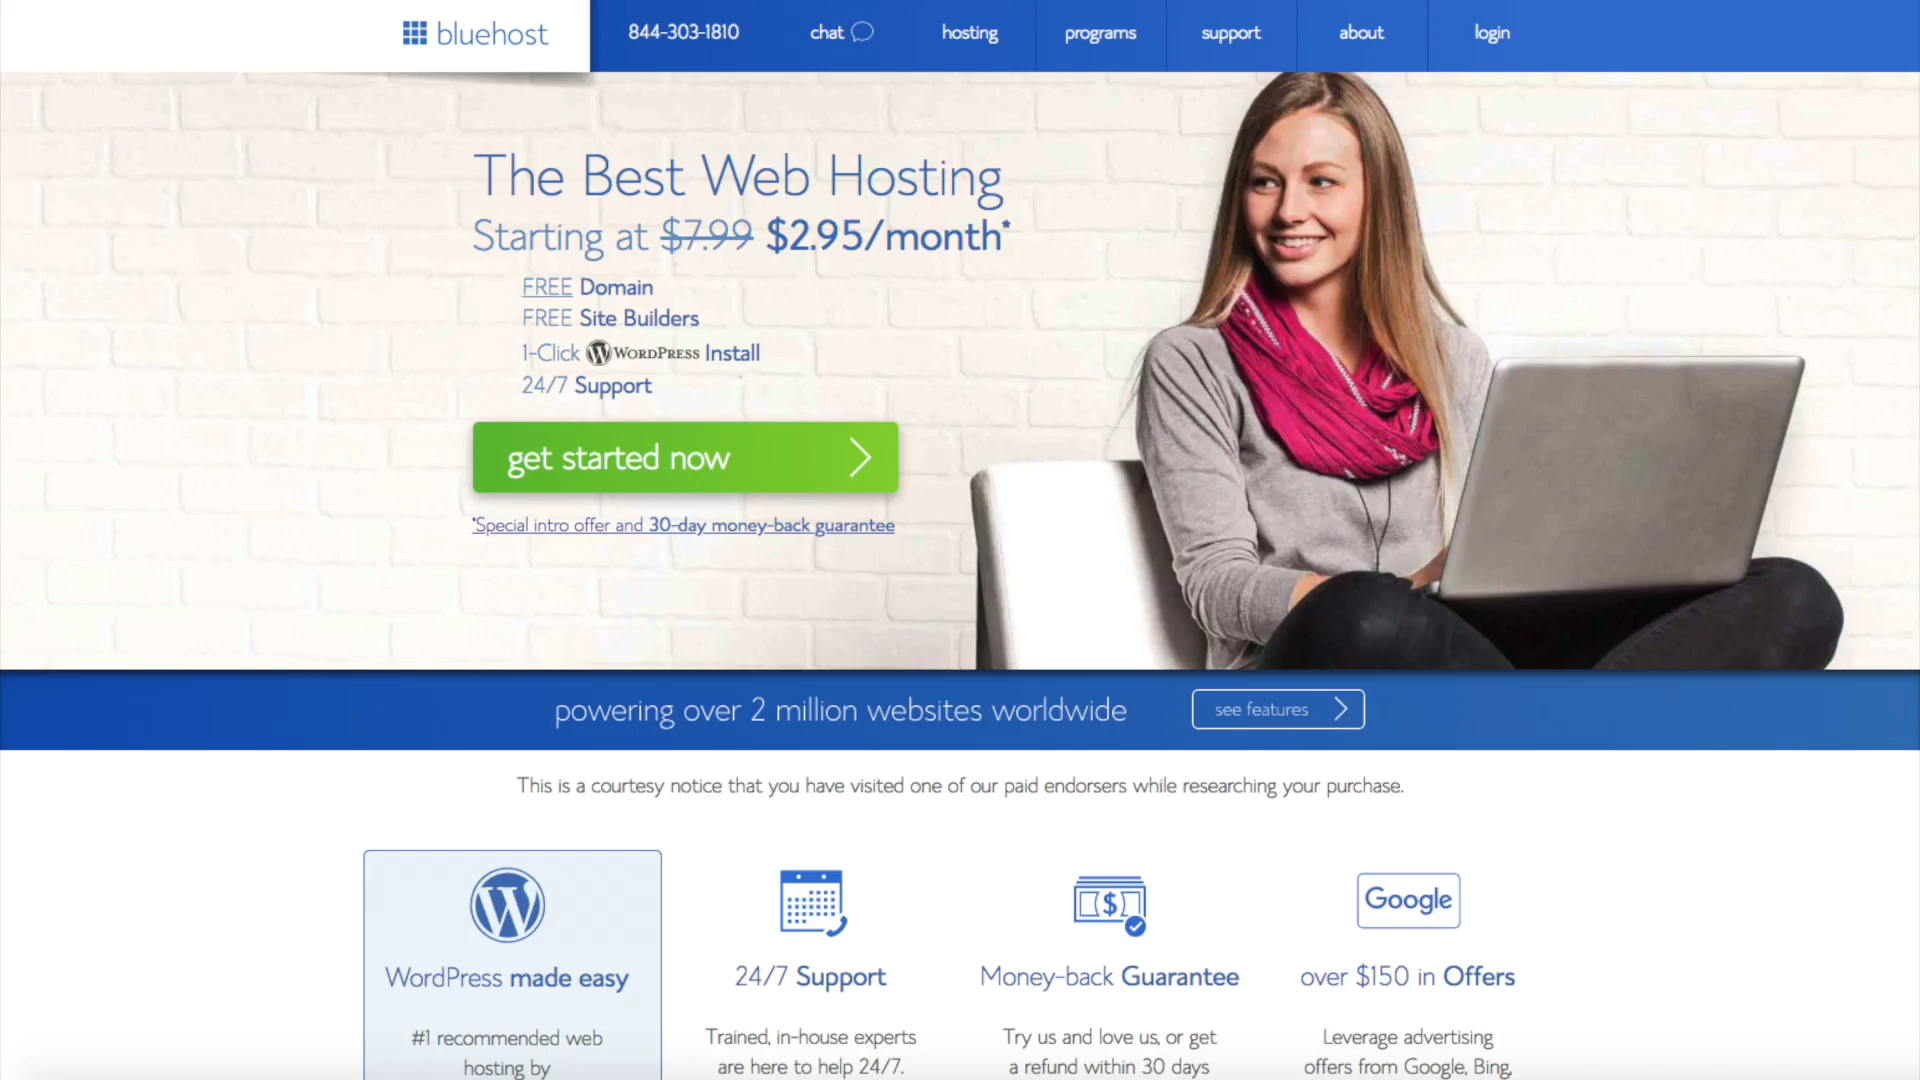 bluehost
844-303-1810
chat
hosting
programs
support
about
login
The Best Web Hosting
Starting at $7.99 $2.95/month*
FREE Domain
FREE Site Builders
1-Click WORDPRESS Install
24/7 Support
get started now
*Special intro offer and 30-day money-back guarantee
powering over 2 million websites worldwide
see features
This is a courtesy notice that you have visited one of our paid endorsers while researching your purchase.
WordPress made easy
#1 recommended web
hosting by
24/7 Support
Trained, in-house experts
are here to help 24/7.
Money-back Guarantee
Try us and love us, or get
a refund within 30 days
Google
over $150 in Offers
Leverage advertising
offers from Google, Bing,